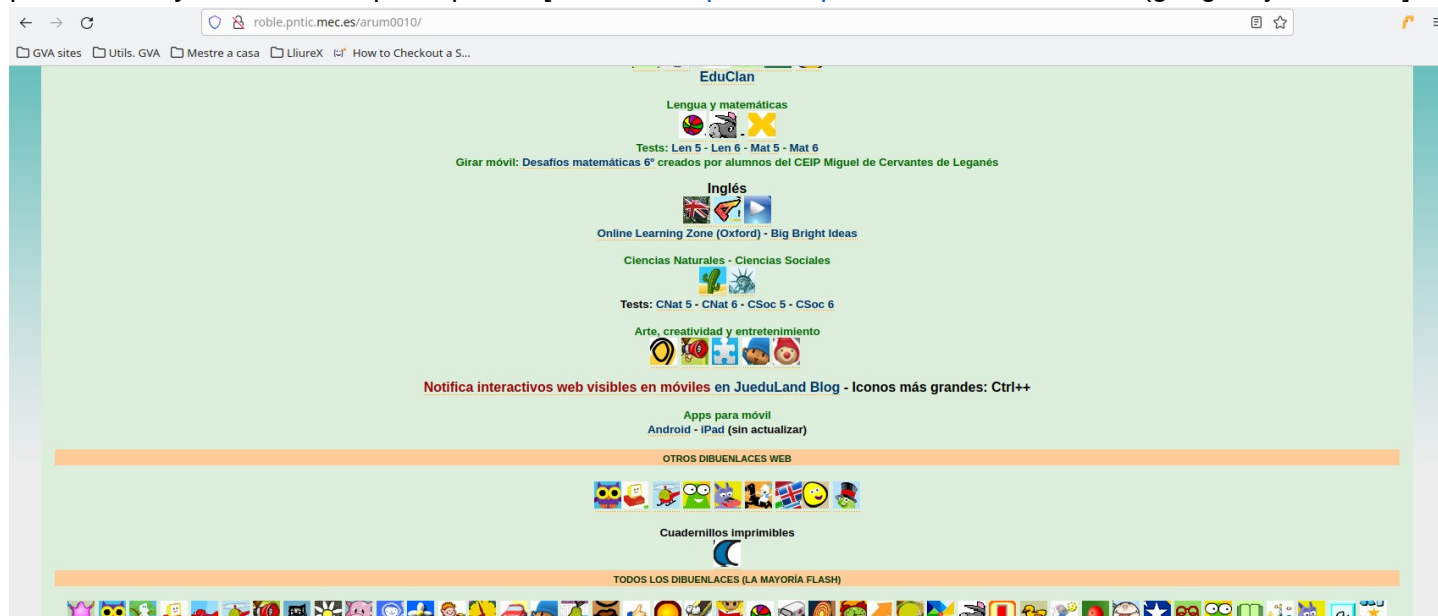 roble.pntic.mec.es/arum0010/
GVA sites Utils. GVA Mestre a casa LliureX How to Checkout a S...
EduClan
Lengua y matemáticas
Tests: Len 5 - Len 6 - Mat 5 - Mat 6
Girar móvil: Desafíos matemáticas 6º creados por alumnos del CEIP Miguel de Cervantes de Leganés
Inglés
Online Learning Zone (Oxford) - Big Bright Ideas
Ciencias Naturales - Ciencias Sociales
Tests: CNat 5 - CNat 6 - CSoc 5 - CSoc 6
Arte, creatividad y entretenimiento
Notifica interactivos web visibles en móviles en JueduLand Blog - Iconos más grandes: Ctrl++
Apps para móvil
Android - iPad (sin actualizar)
OTROS DIBUENLACES WEB
Cuadernillos imprimibles
TODOS LOS DIBUENLACES (LA MAYORÍA FLASH)